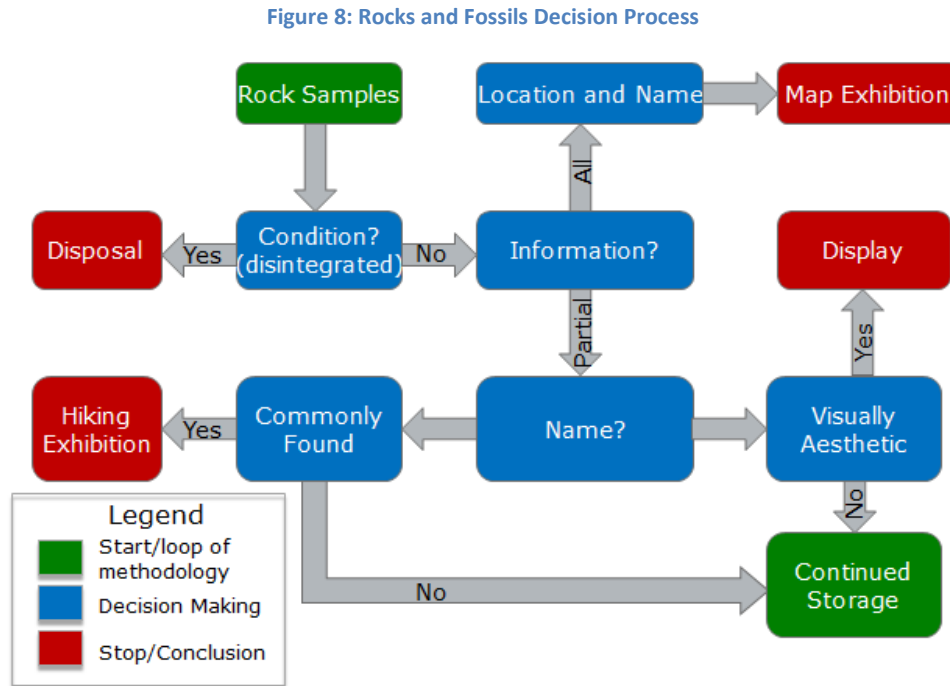 Figure 8: Rocks and Fossils Decision Process
Rock Samples
Location and Name
Map Exhibition
All
Disposal
Yes
Condition?
(disintegrated)
No
Information?
Display
Partial
Yes
Hiking
Exhibition
Yes
Commonly
Found
Name?
Visually
Aesthetic
No
Legend
Start/loop of
methodology
Decision Making
Stop/Conclusion
No
Continued
Storage